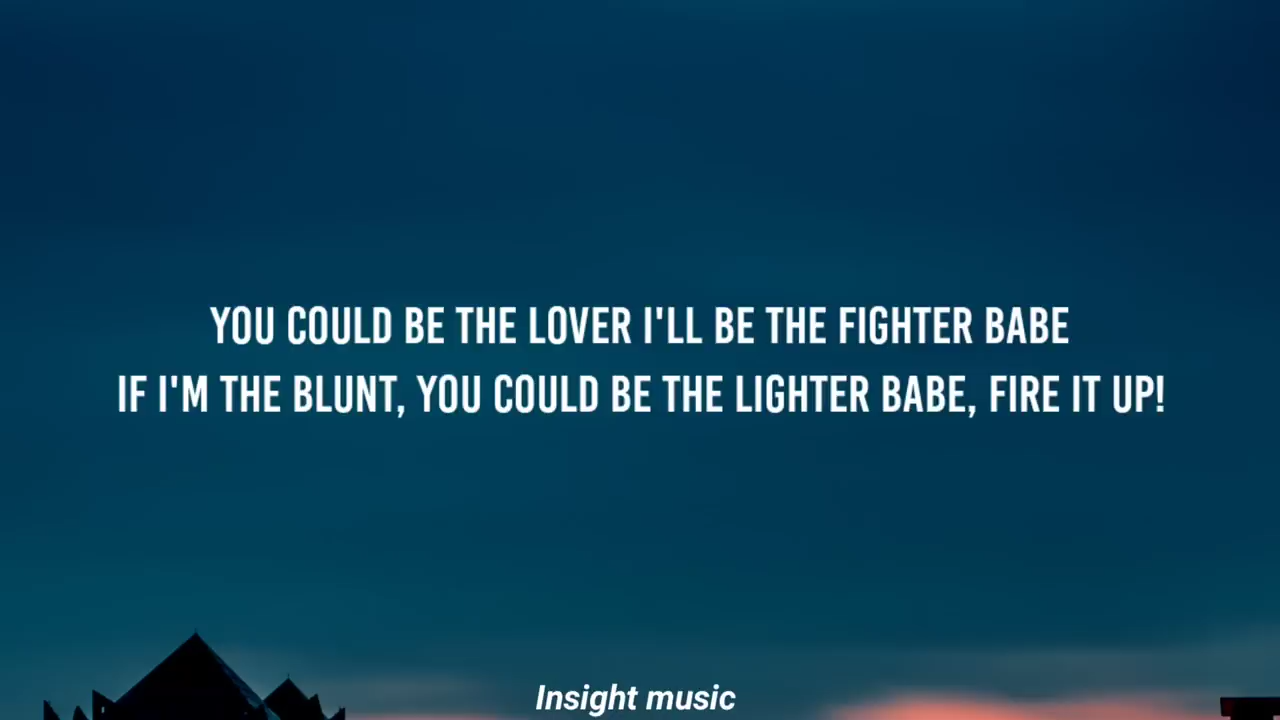 YOU COULD BE THE LOVER I'LL BE THE FIGHTER BABE
IF I'M THE BLUNT, YOU COULD BE THE LIGHTER BABE, FIRE IT UP!
Insight music